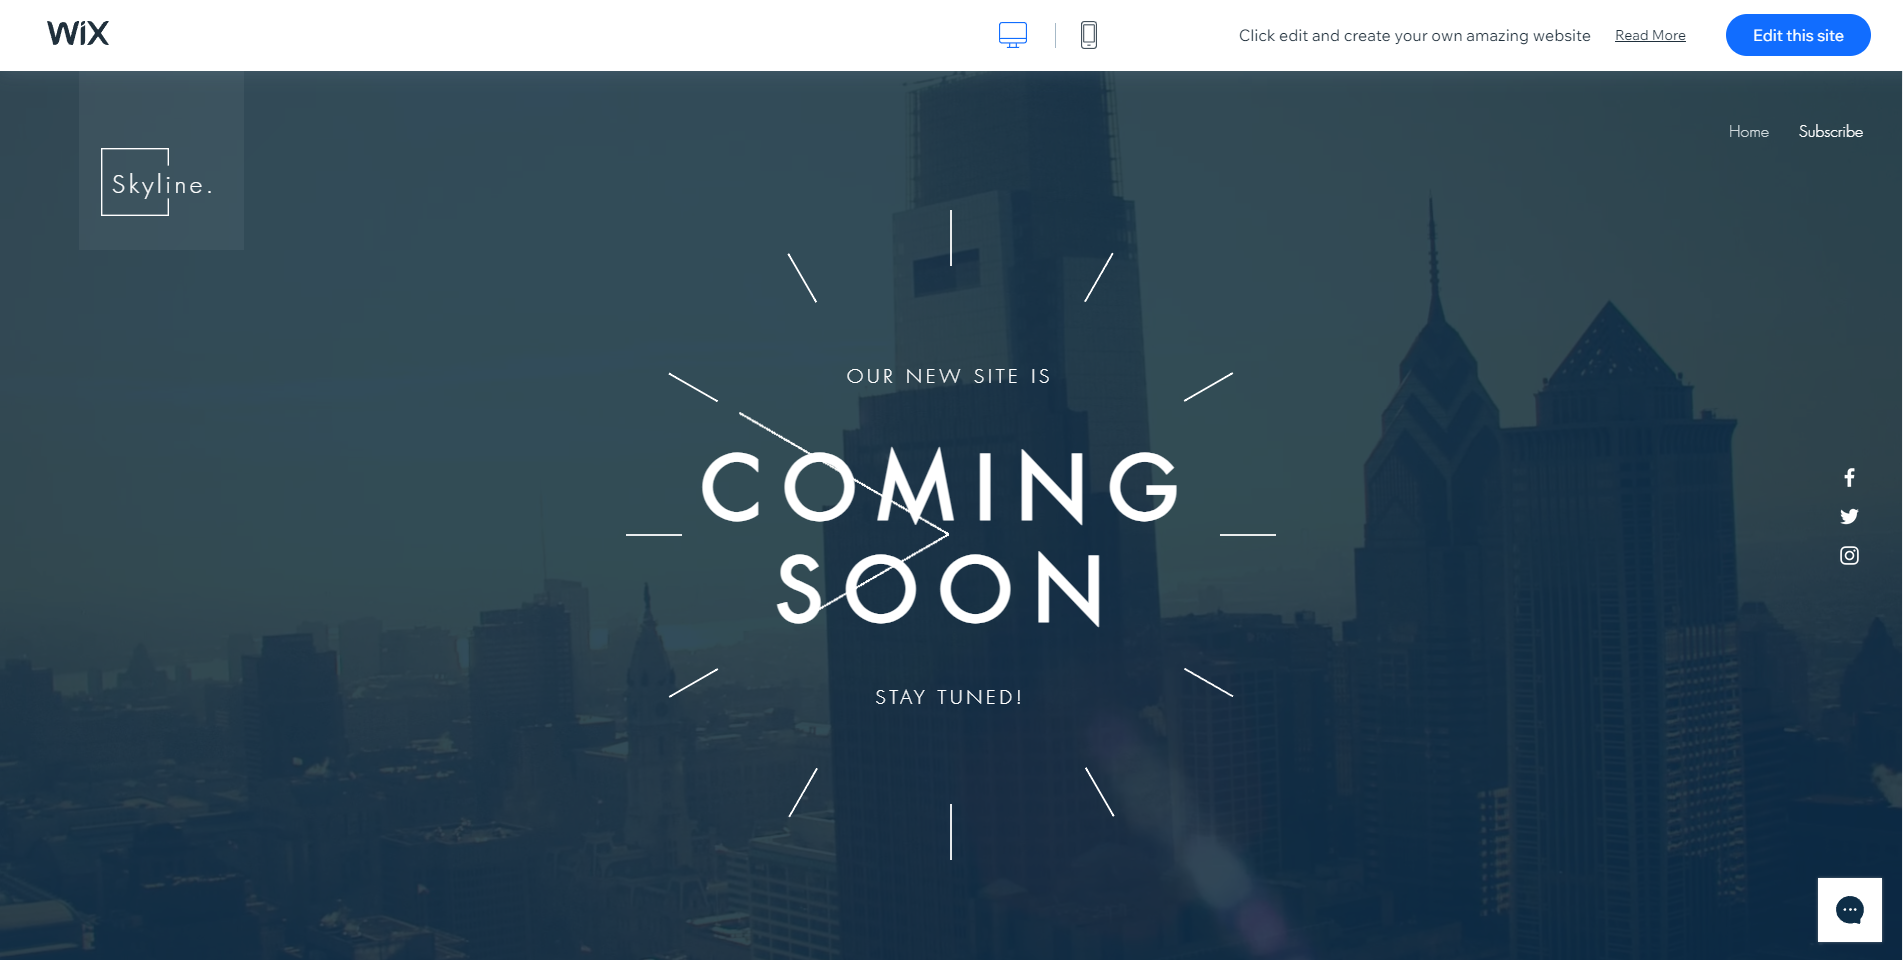 WiX
Click edit and create your own amazing website
Read More
Edit this site
Home
Subscribe
Skyline.
OUR NEW SITE IS
COMING
SOON
STAY TUNED!